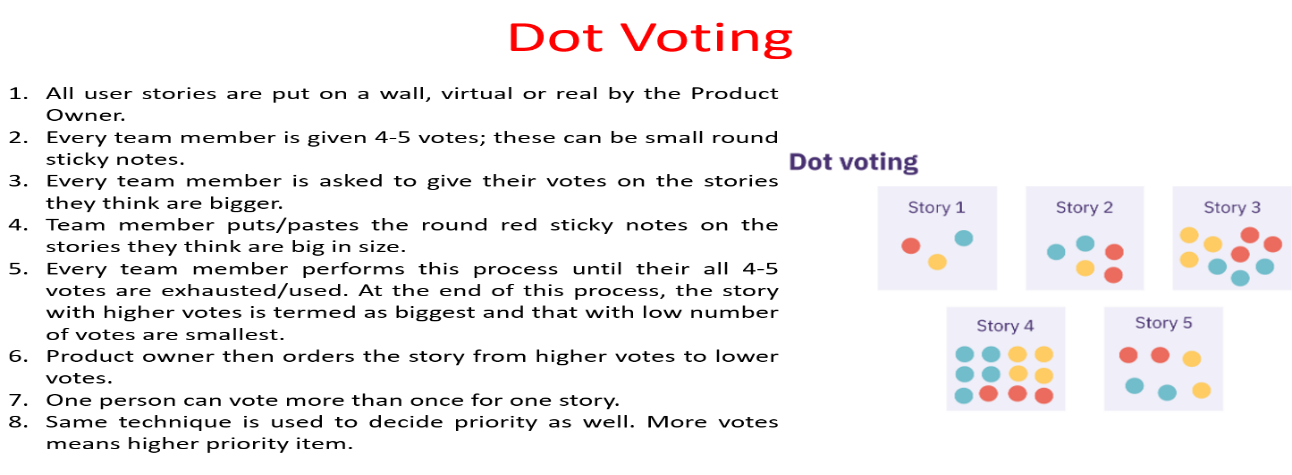 Dot Voting
1. All user stories are put on a wall, virtual or real by the Product
Owner.
2. Every team member is given 4-5 votes; these can be small round
sticky notes.
3. Every team member is asked to give their votes on the stories
they think are bigger.
4. Team member puts/pastes the round red sticky notes on the
stories they think are big in size.
5. Every team member performs this process until their all 4-5
votes are exhausted/used. At the end of this process, the story
with higher votes is termed as biggest and that with low number
of votes are smallest.
6. Product owner then orders the story from higher votes to lower
votes.
7. One person can vote more than once for one story.
8. Same technique is used to decide priority as well. More votes
means higher priority item.
Dot voting
Story 1
Story 2
Story 3
Story 4
Story 5